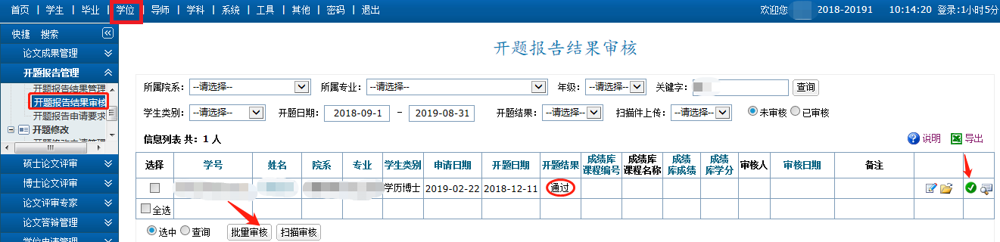 首页 | 学生 | 毕业 | 学位 | 导师 | 学科 | 系统 | 工具 | 其他 | 密码 | 退出
欢迎您 2018-20191 10:14:20 登录:1小时5分
快捷 搜索
论文成果管理
开题报告管理
开题报告结果管理
开题报告结果审核
开题报告申请要求
开题修改
开题修改申请管理
硕士论文评审
博士论文评审
论文评审专家
论文答辩管理
学位申请管理
开题报告结果审核
所属院系: --请选择-- 所属专业: --请选择-- 年级: --请选择-- 关键字: 查询
学生类别: --请选择-- 开题日期: 2018-09-1 - 2019-08-31 开题结果: --请选择-- 扫描件上传: --请选择-- 未审核 已审核
信息列表 共: 1 人 说明 导出
选择 学号 姓名 院系 专业 学生类别 申请日期 开题日期 开题结果 成绩库课程编号 成绩库课程名称 成绩库成绩 成绩库学分 审核人 审核日期 备注
学历博士 2019-02-22 2018-12-11 通过
全选
选中 查询 批量审核 扫描审核